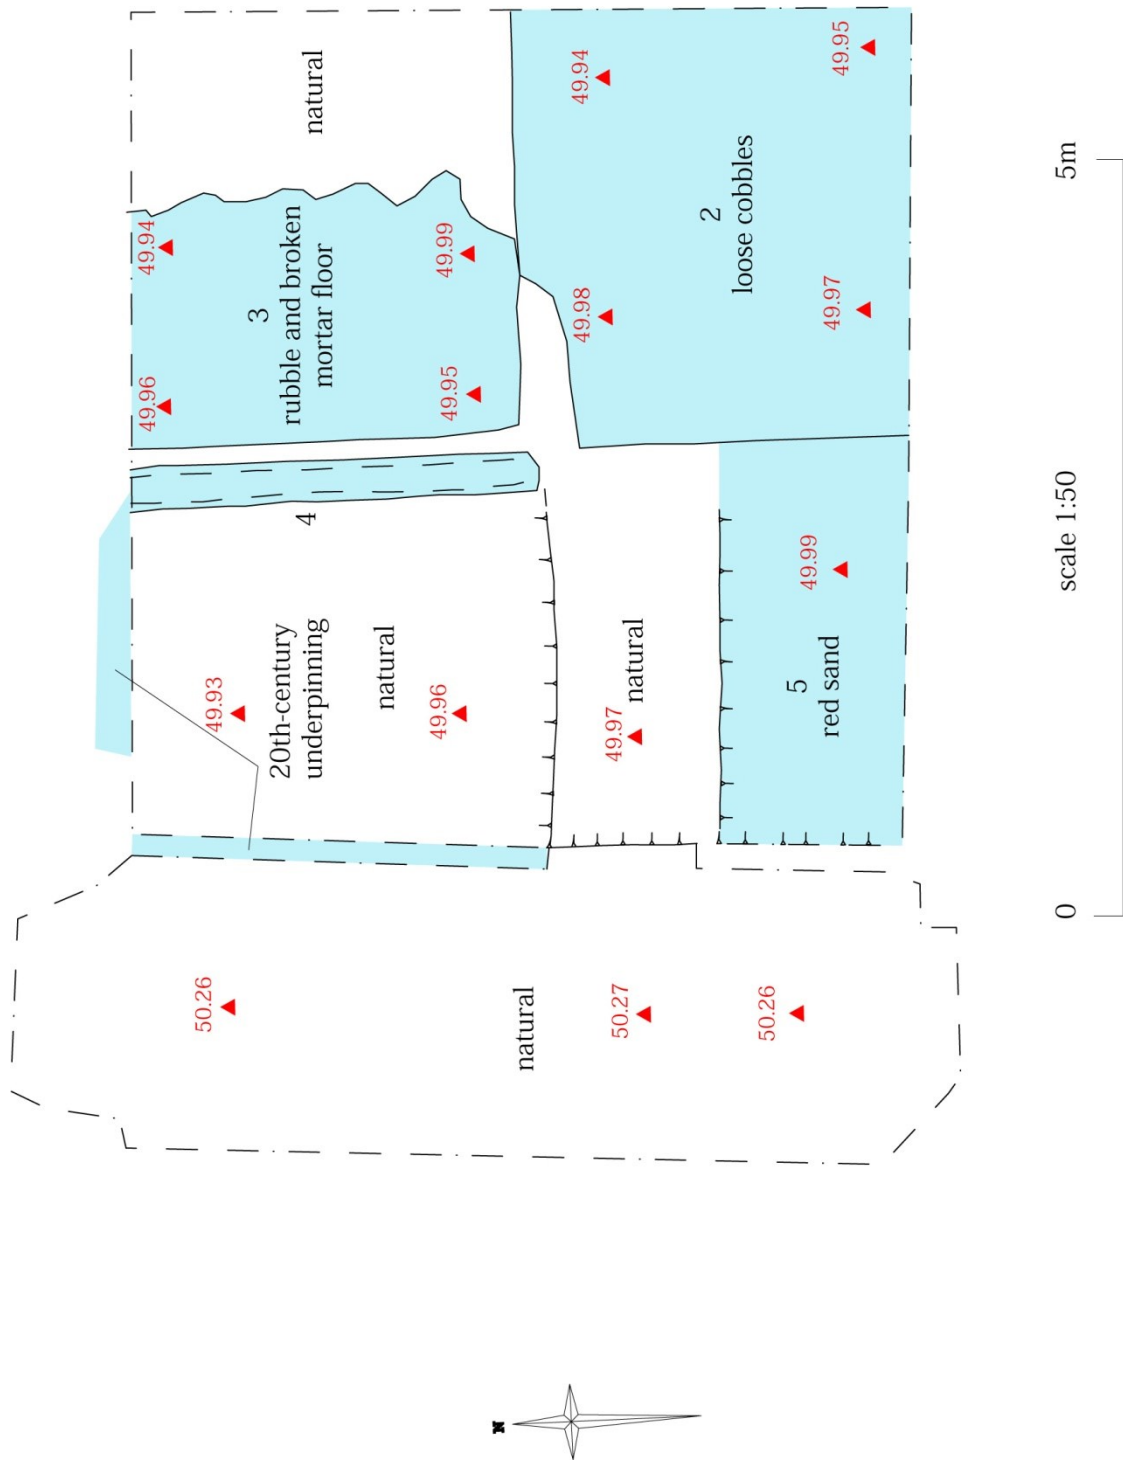 49.96
49.94
50.26
49.93
20th-century
underpinning
4
3
rubble and broken
mortar floor
natural
natural
49.96
49.95
49.99
N
natural
49.98
49.94
50.27
49.97
natural
2
loose cobbles
50.26
5
red sand
49.99
49.97
49.95
0
scale 1:50
5m